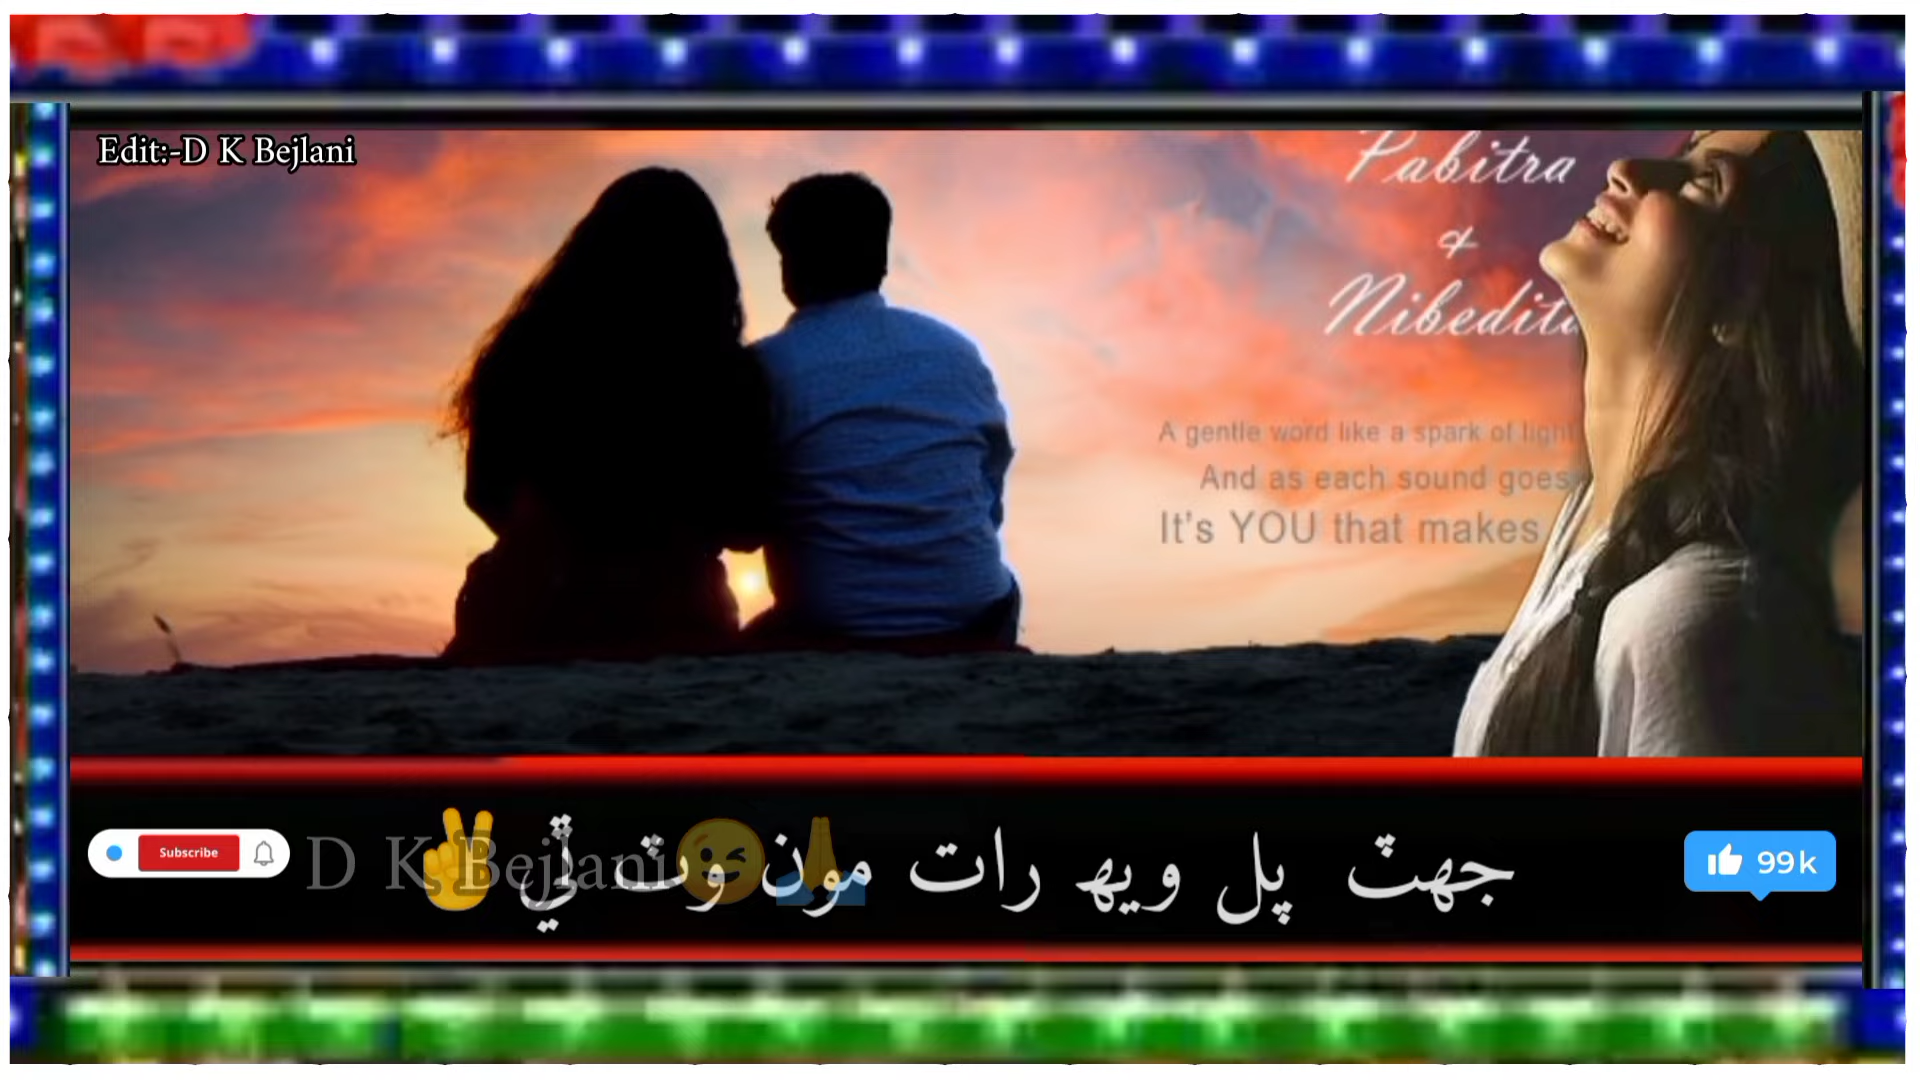 Edit:-D K Bejlani
Pabitra
&
Nibedita
A gentle word like a spark of light
And as each sound goes
It's YOU that makes
Subscribe
D K Bejlani
جهٽ پل ويھ رات مون وٽ ٿي
99k